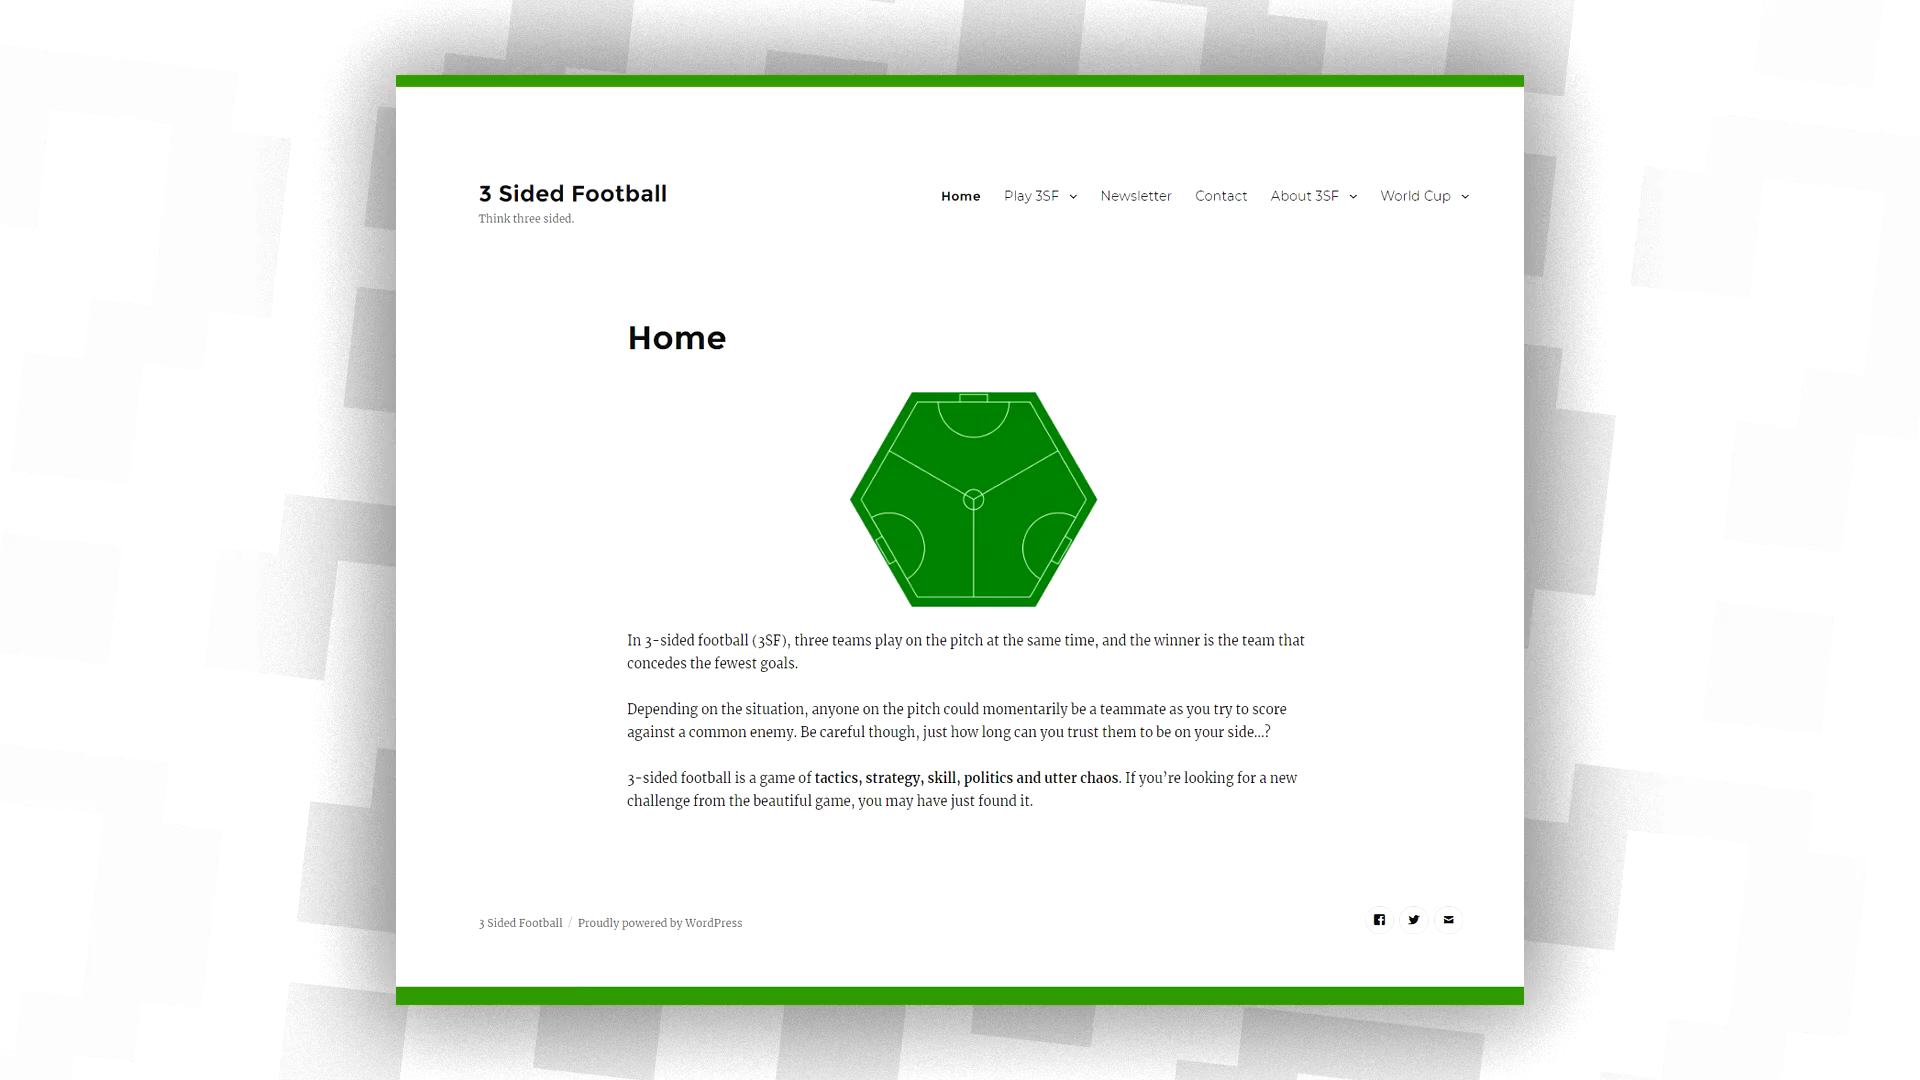 3 Sided Football
Think three sided.
Home Play 3SF Newsletter Contact About 3SF World Cup
Home
In 3-sided football (3SF), three teams play on the pitch at the same time, and the winner is the team that
concedes the fewest goals.
Depending on the situation, anyone on the pitch could momentarily be a teammate as you try to score
against a common enemy. Be careful though, just how long can you trust them to be on your side…?
3-sided football is a game of tactics, strategy, skill, politics and utter chaos. If you’re looking for a new
challenge from the beautiful game, you may have just found it.
3 Sided Football / Proudly powered by WordPress